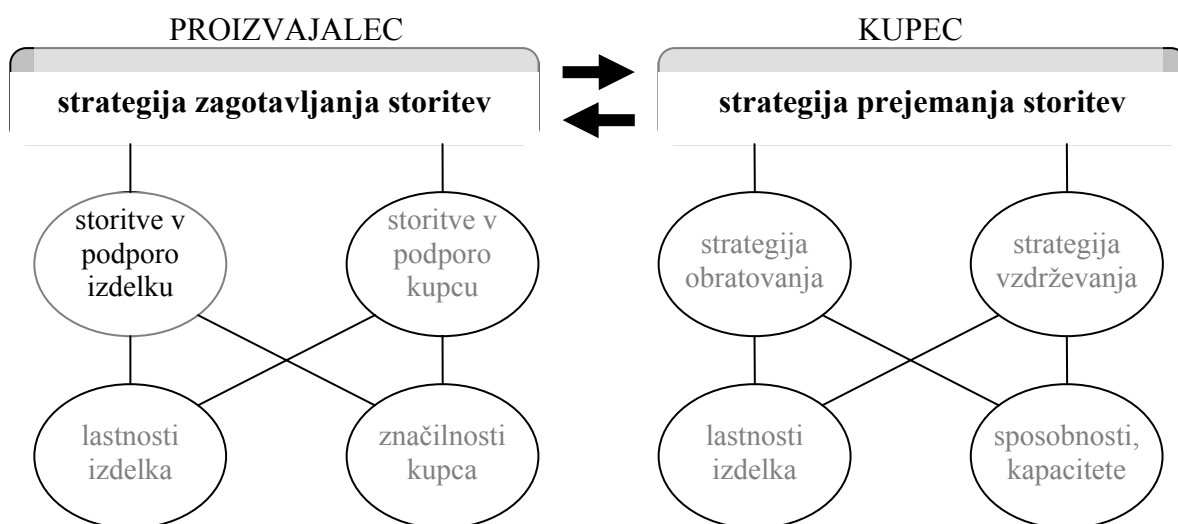 PROIZVAJALEC
KUPEC
strategija zagotavljanja storitev
strategija prejemanja storitev
storitve v
podporo
izdelku
storitve v
podporo
kupcu
strategija
obratovanja
strategija
vzdrževanja
lastnosti
izdelka
značilnosti
kupca
lastnosti
izdelka
sposobnosti,
kapacitete